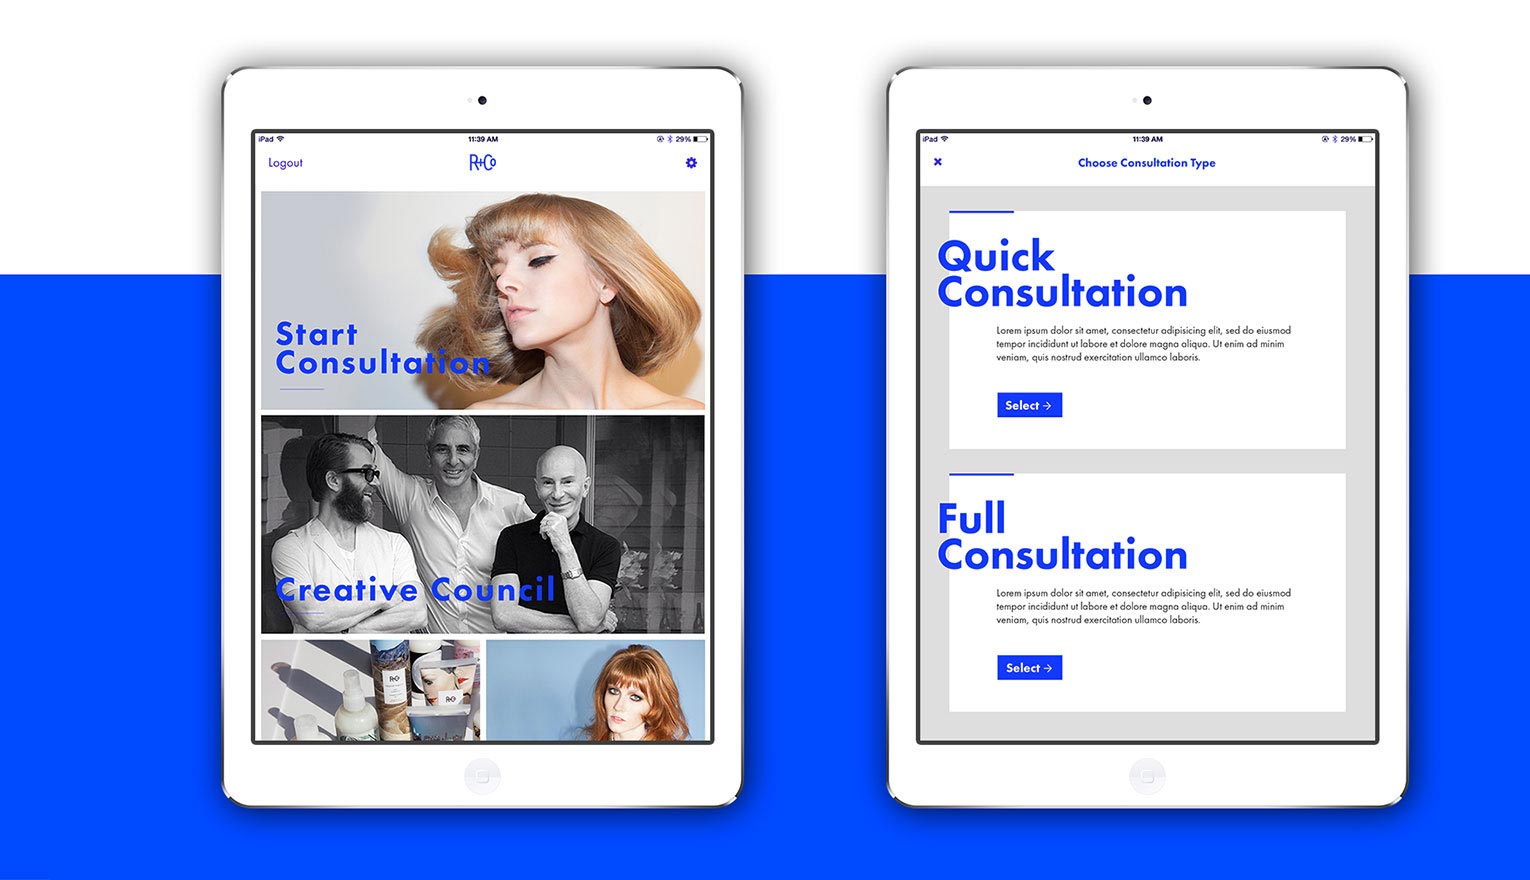 iPad
11:39 AM
29%
Logout
R+Co
Start
Consultation
Creative Council
R+Co
R+Co
iPad
11:39 AM
29%
Choose Consultation Type
Quick
Consultation
Lorem ipsum dolor sit amet, consectetur adipisicing elit, sed do eiusmod
tempor incididunt ut labore et dolore magna aliqua. Ut enim ad minim
veniam, quis nostrud exercitation ullamco laboris.
Select →
Full
Consultation
Lorem ipsum dolor sit amet, consectetur adipisicing elit, sed do eiusmod
tempor incididunt ut labore et dolore magna aliqua. Ut enim ad minim
veniam, quis nostrud exercitation ullamco laboris.
Select →